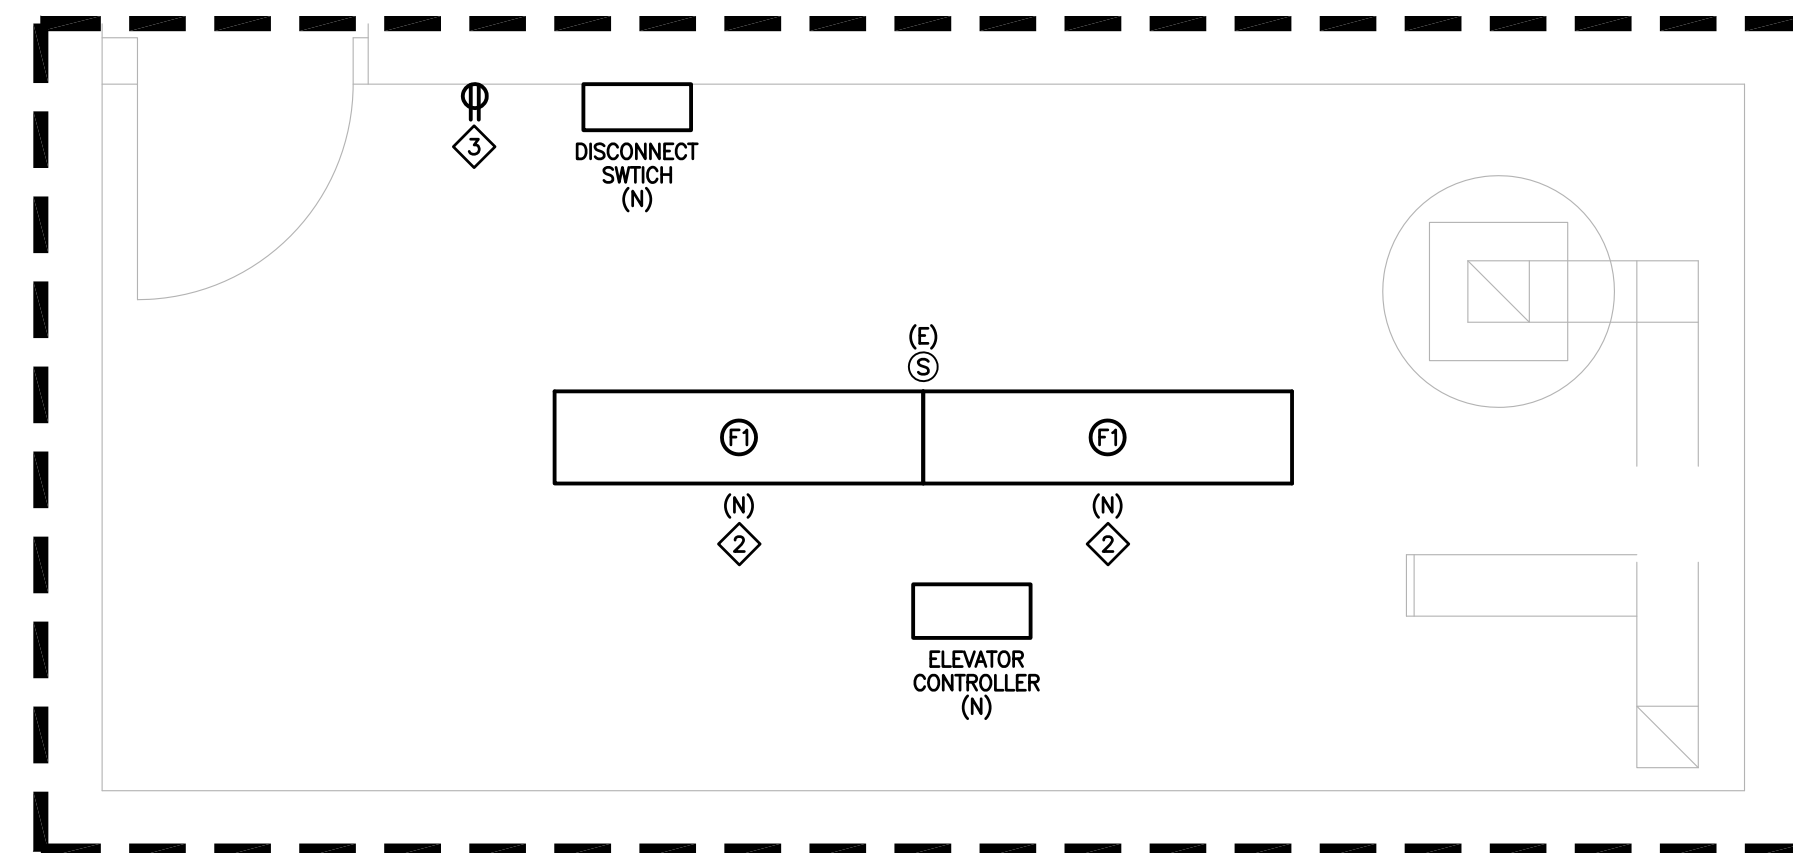 3
DISCONNECT
SWTICH
(N)
(E)
S
F1
F1
(N)
(N)
2
2
ELEVATOR
CONTROLLER
(N)